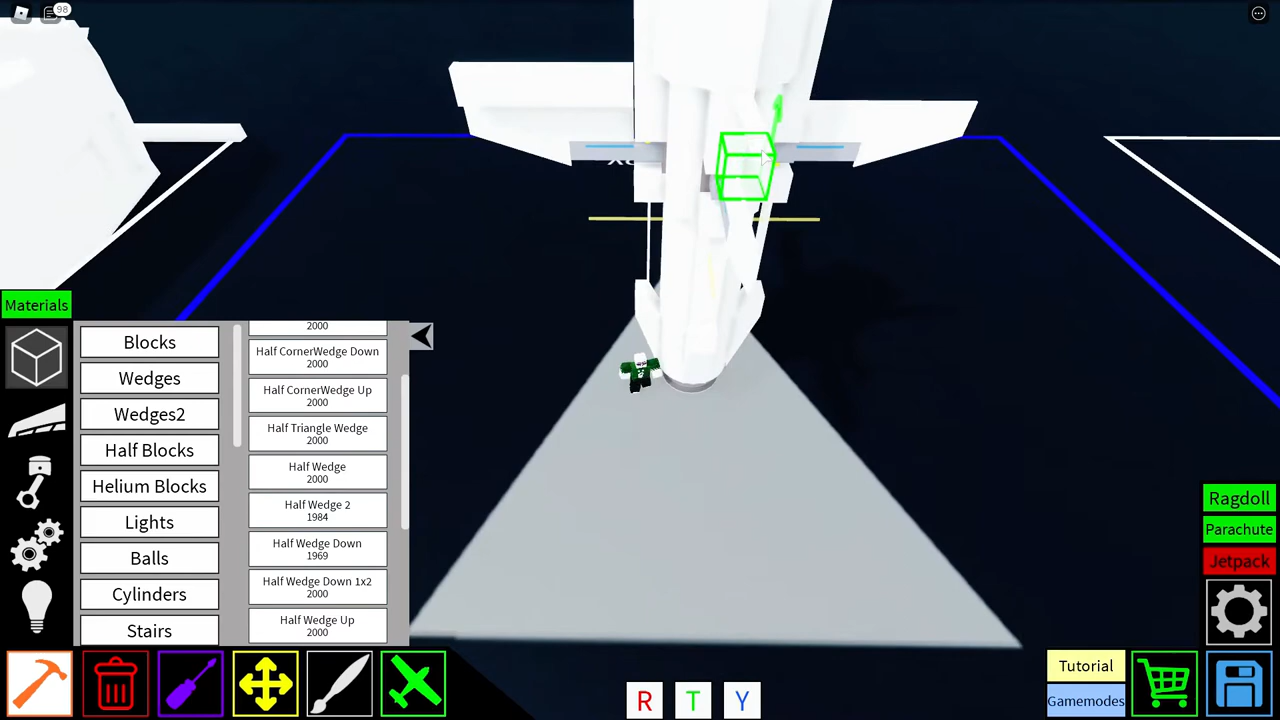 98
Materials
Blocks
Wedges
Wedges2
Half Blocks
Helium Blocks
Lights
Balls
Cylinders
Stairs
2000
Half CornerWedge Down
2000
Half CornerWedge Up
2000
Half Triangle Wedge
2000
Half Wedge
2000
Half Wedge 2
1984
Half Wedge Down
1969
Half Wedge Down 1x2
2000
Half Wedge Up
2000
Ragdoll
Parachute
Jetpack
Tutorial
Gamemodes
R
T
Y